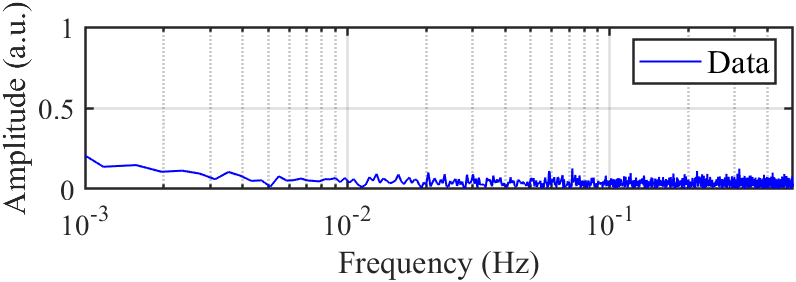 Amplitude (a.u.)
1
0.5
0
Data
10^-3
10^-2
10^-1
Frequency (Hz)